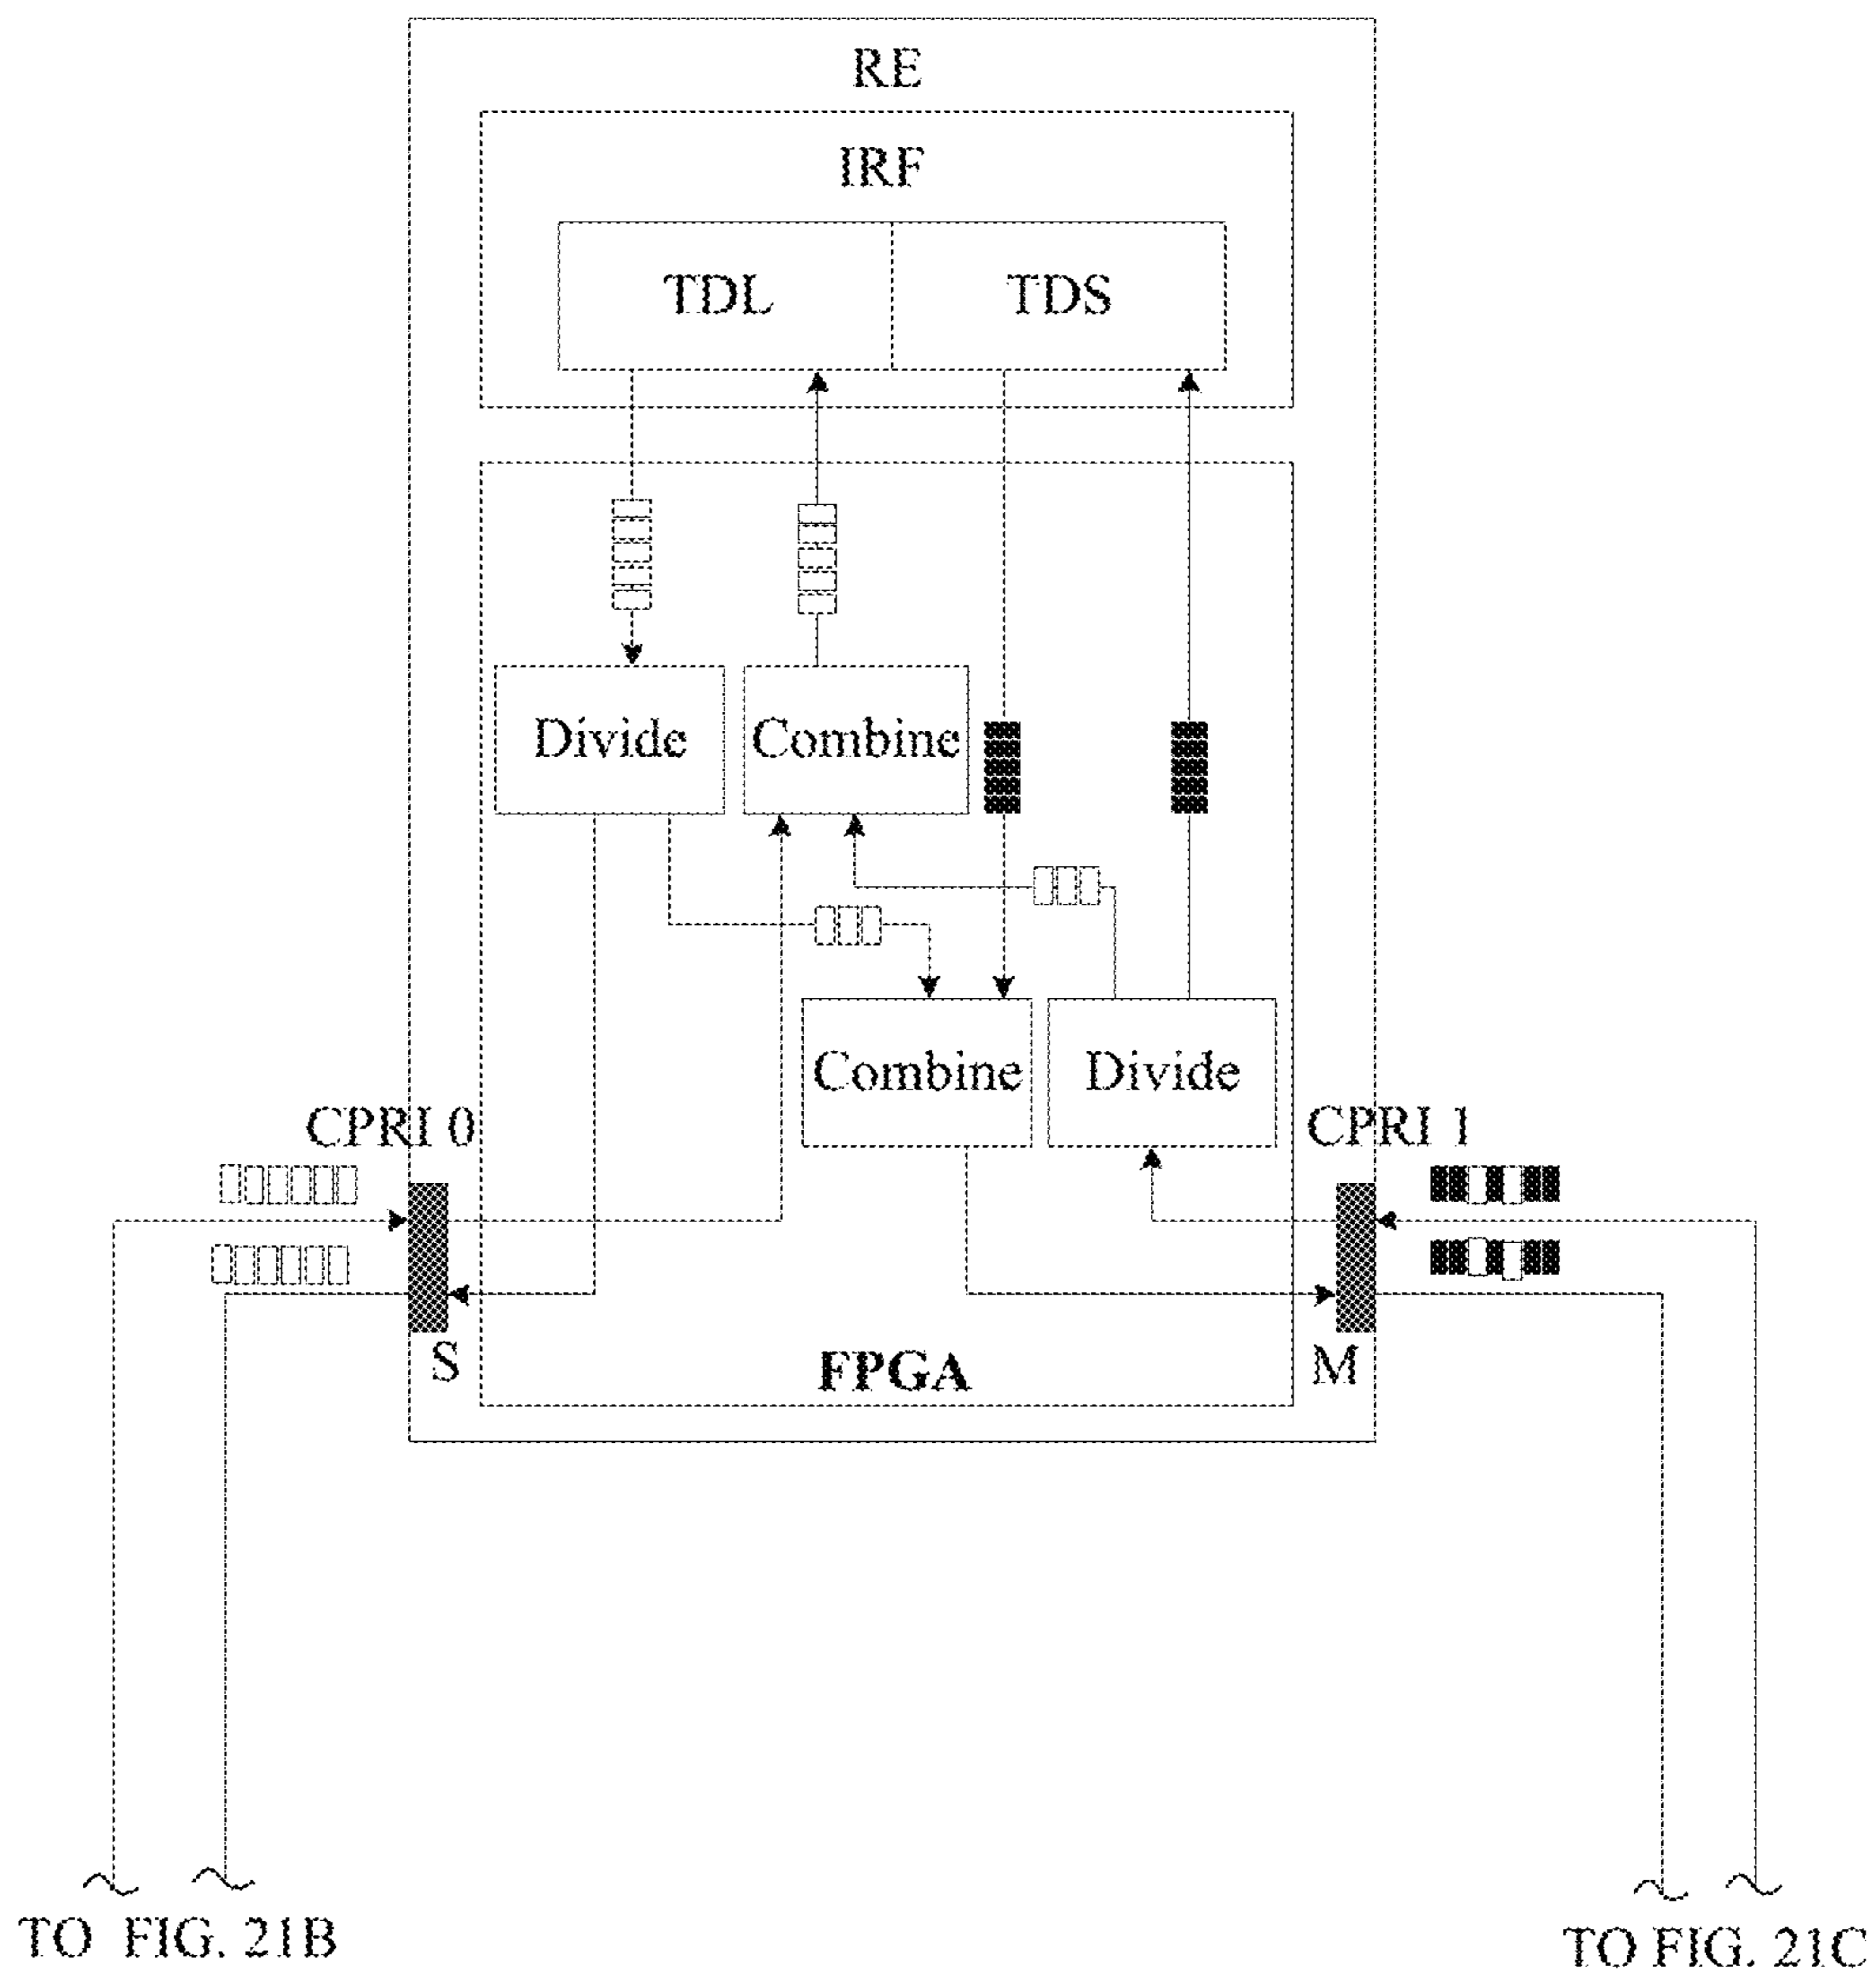 RE
IRF
TDL
TDS
Divide
Combine
Combine
Divide
CPRI 0
CPRI 1
S
M
FPGA
TO FIG. 21B
TO FIG. 21C